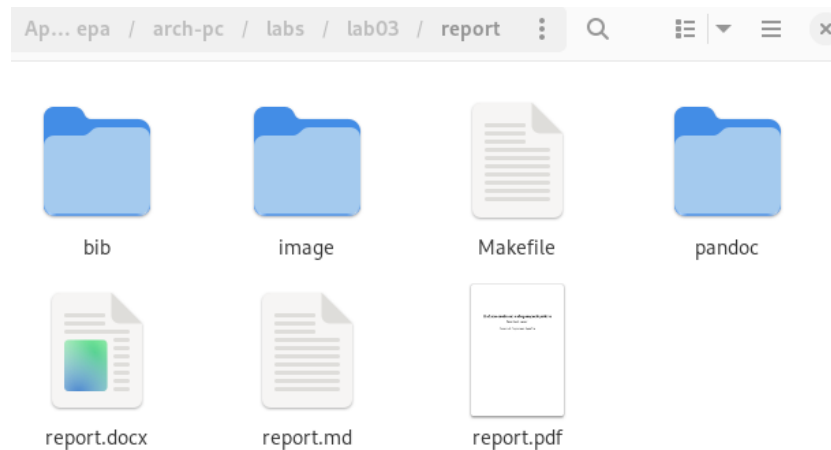 Ap... epa / arch-pc / labs / lab03 / report
bib image Makefile pandoc
report.docx report.md report.pdf